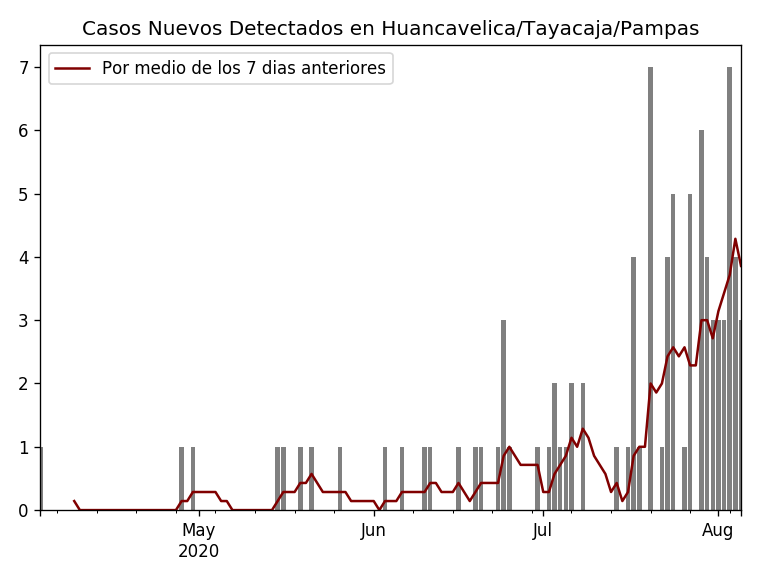 Casos Nuevos Detectados en Huancavelica/Tayacaja/Pampas
Por medio de los 7 dias anteriores
7
6
5
4
3
2
1
0
May
2020
Jun
Jul
Aug